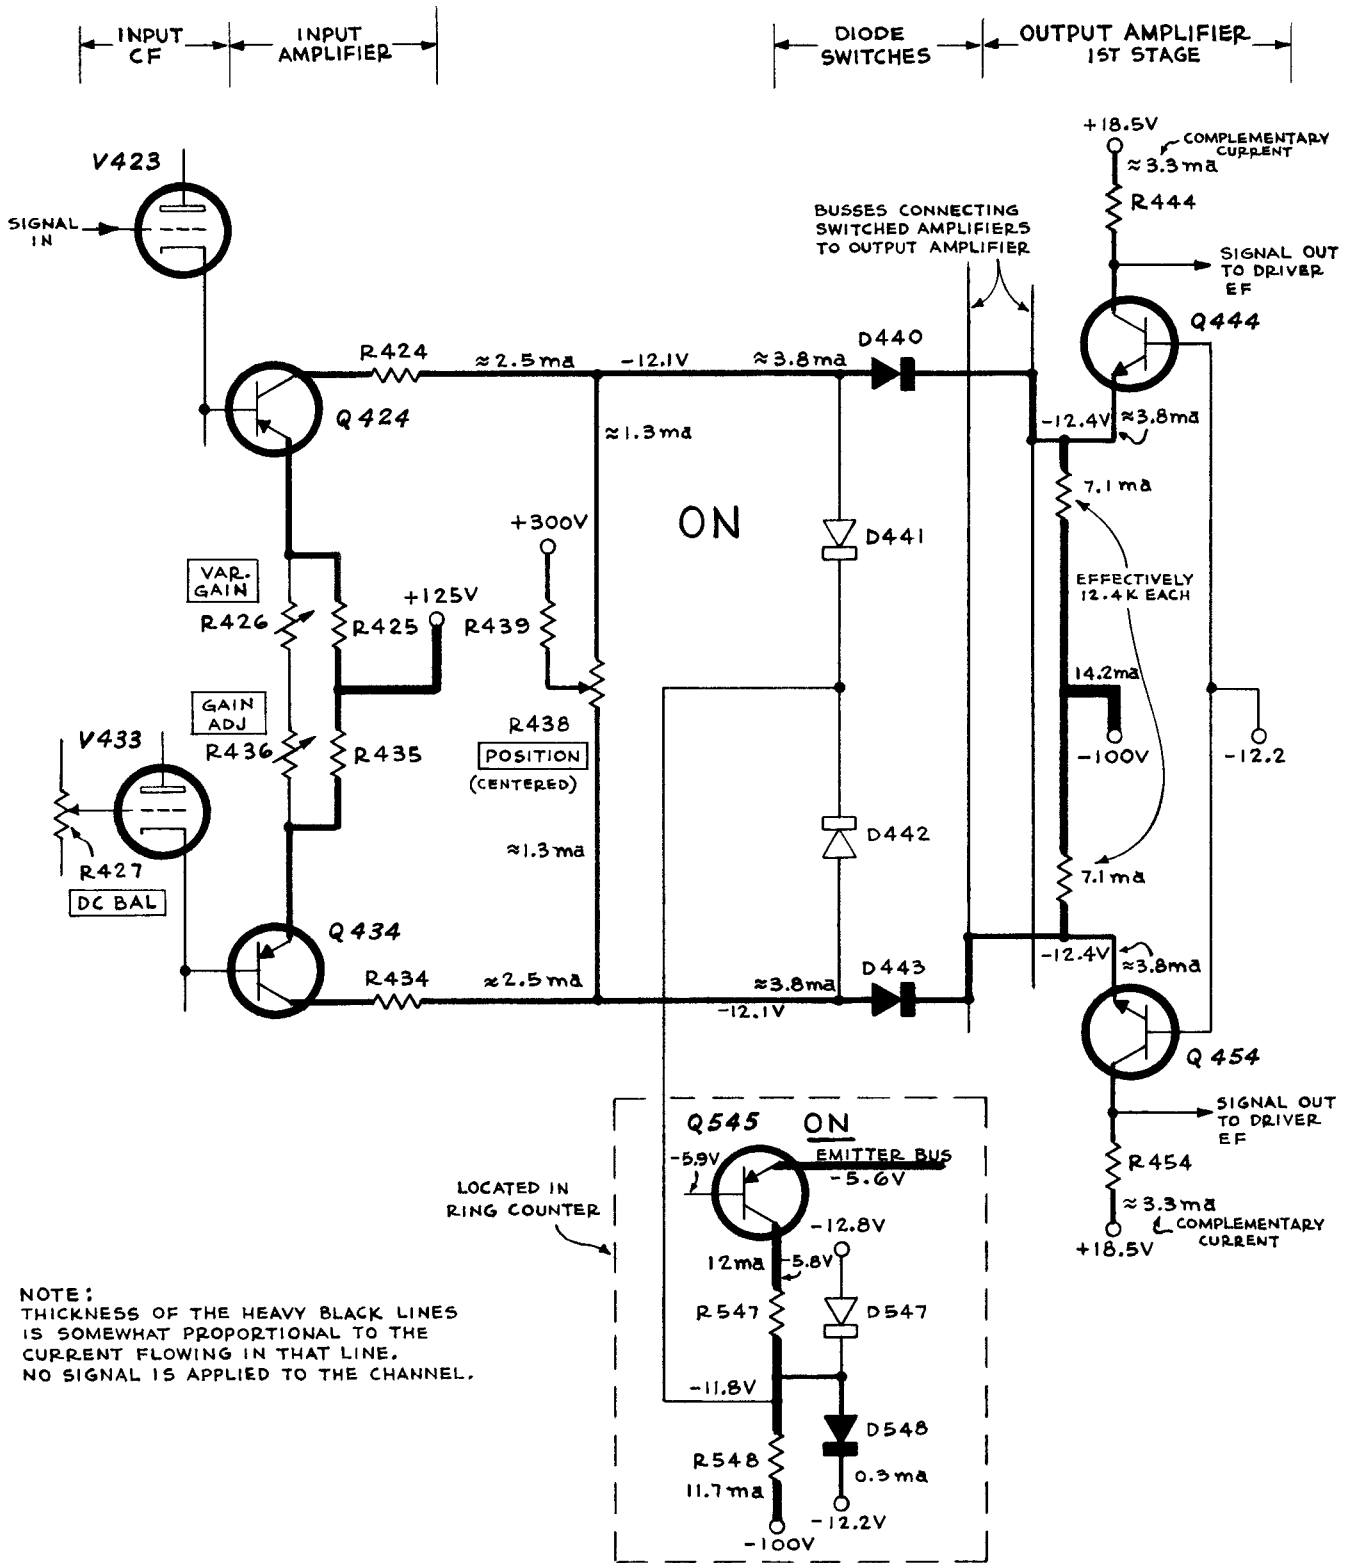 INPUT
CF
INPUT
AMPLIFIER
DIODE
SWITCHES
OUTPUT AMPLIFIER
1ST STAGE
+18.5V
COMPLEMENTARY
CURRENT
≈3.3ma
R444
V423
SIGNAL
IN
BUSSES CONNECTING
SWITCHED AMPLIFIERS
TO OUTPUT AMPLIFIER
SIGNAL OUT
TO DRIVER
EF
Q444
D440
R424
≈2.5ma
-12.1V
≈3.8ma
Q424
≈1.3ma
-12.4V
≈3.8ma
7.1ma
+300V
ON
D441
VAR.
GAIN
R426
R425
+125V
R439
EFFECTIVELY
12.4K EACH
14.2ma
GAIN
ADJ
R436
R435
R438
POSITION
(CENTERED)
-100V
-12.2
V433
R427
DC BAL
≈1.3ma
D442
7.1ma
Q434
R434
≈2.5ma
≈3.8ma
D443
-12.1V
-12.4V
≈3.8ma
Q454
SIGNAL OUT
TO DRIVER
EF
R454
≈3.3ma
COMPLEMENTARY
CURRENT
+18.5V
Q545
ON
-5.9V
EMITTER BUS
-5.6V
LOCATED IN
RING COUNTER
-12.8V
12ma
-5.8V
R547
D547
-11.8V
D548
R548
11.7ma
0.3ma
-12.2V
-100V
NOTE:
THICKNESS OF THE HEAVY BLACK LINES
IS SOMEWHAT PROPORTIONAL TO THE
CURRENT FLOWING IN THAT LINE.
NO SIGNAL IS APPLIED TO THE CHANNEL.